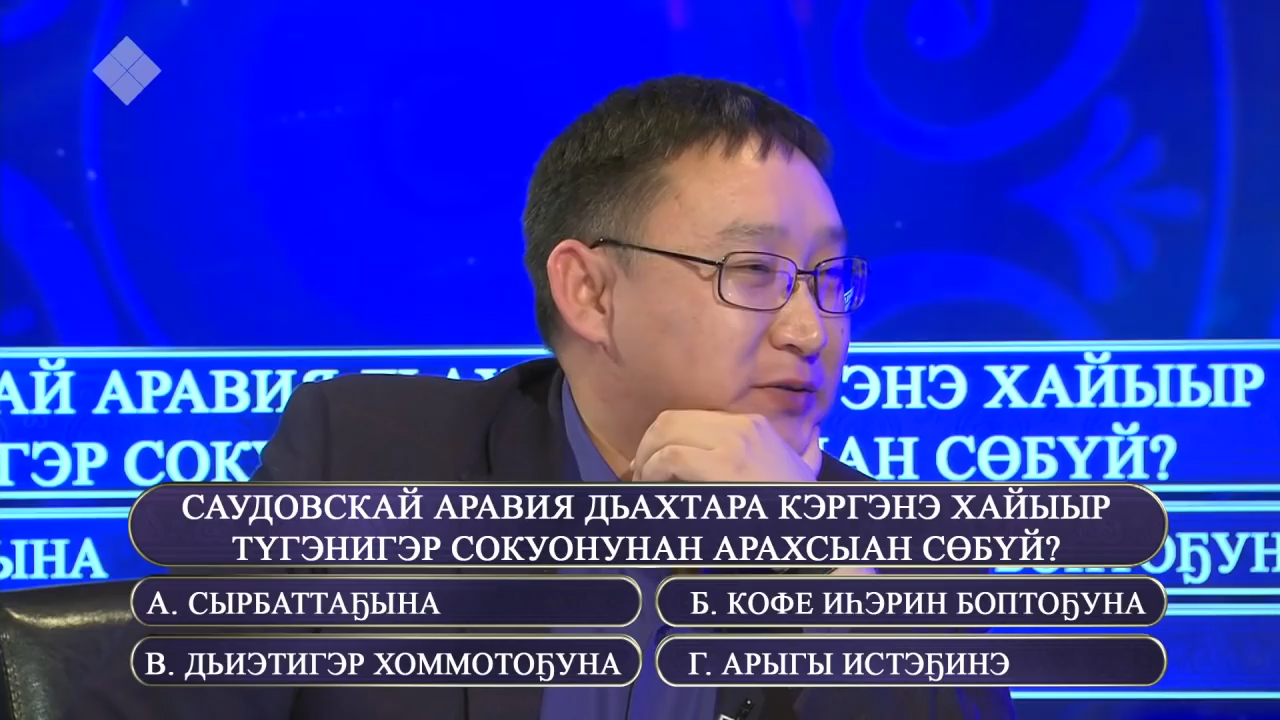 САУДОВСКАЙ АРАВИЯ ДЬАХТАРА КЭРГЭНЭ ХАЙЫЫР
ТҮГЭНИГЭР СОКУОНУНАН АРАХСЫАН СӨБҮЙ?
А. СЫРБАТТАҔЫНА
Б. КОФЕ ИҺЭРИН БОПТОҔУНА
В. ДЬИЭТИГЭР ХОММОТОҔУНА
Г. АРЫГЫ ИСТЭҔИНЭ